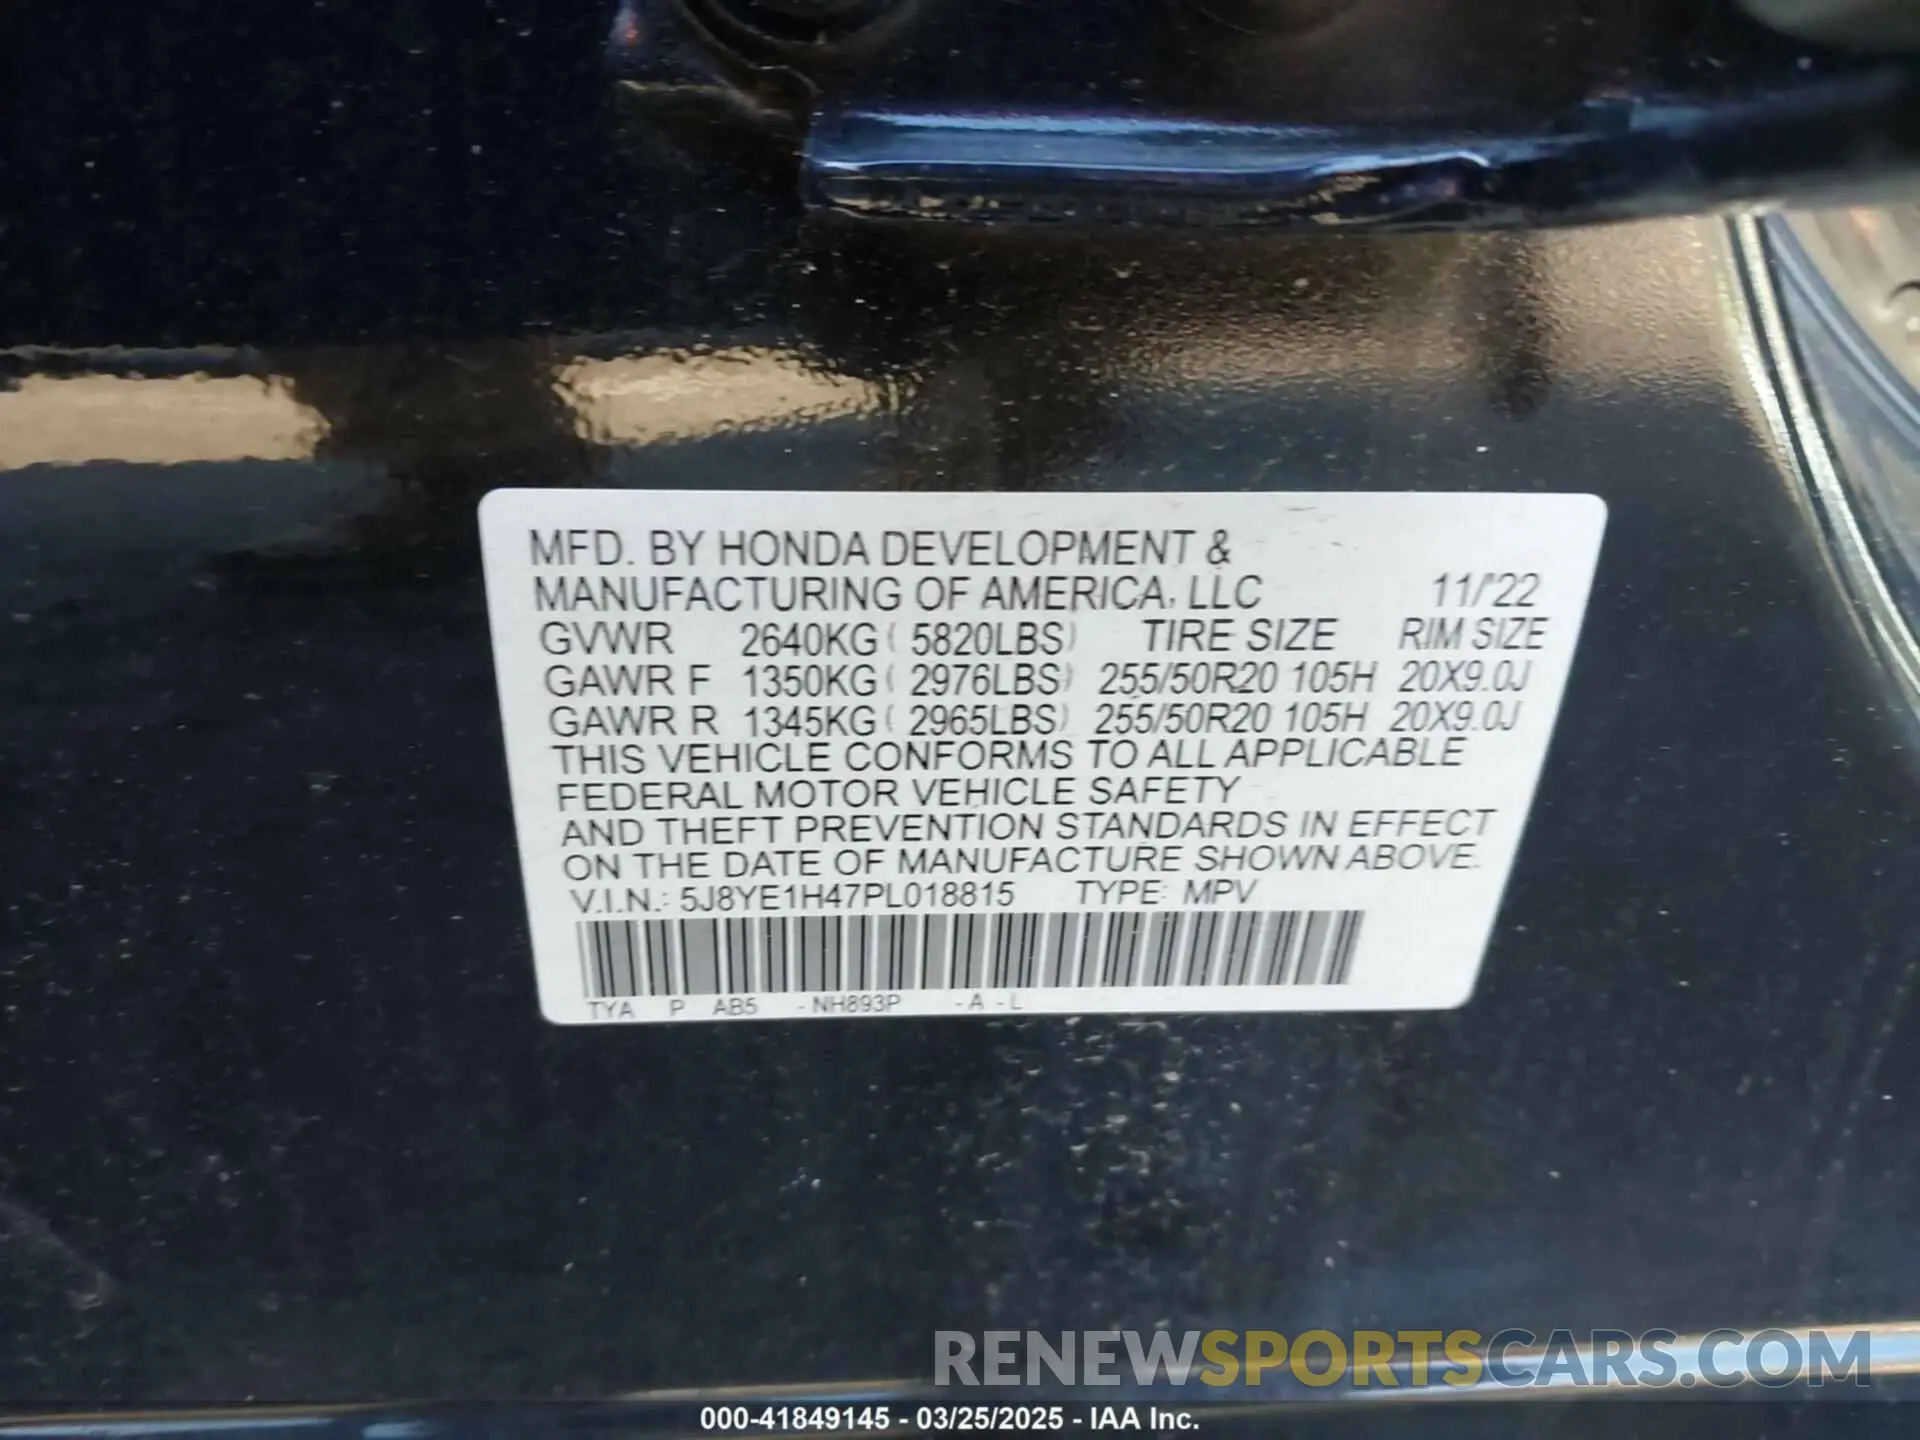 MFD. BY HONDA DEVELOPMENT &
MANUFACTURING OF AMERICA, LLC 11/'22
GVWR 2640KG ( 5820LBS) TIRE SIZE RIM SIZE
GAWR F 1350KG ( 2976LBS) 255/50R20 105H 20X9.0J
GAWR R 1345KG ( 2965LBS) 255/50R20 105H 20X9.0J
THIS VEHICLE CONFORMS TO ALL APPLICABLE
FEDERAL MOTOR VEHICLE SAFETY
AND THEFT PREVENTION STANDARDS IN EFFECT
ON THE DATE OF MANUFACTURE SHOWN ABOVE.
V.I.N.: 5J8YE1H47PL018815 TYPE: MPV
TYA P AB5 - NH893P - A - L
RENEWSPORTSCARS.COM
000-41849145 - 03/25/2025 - IAA Inc.